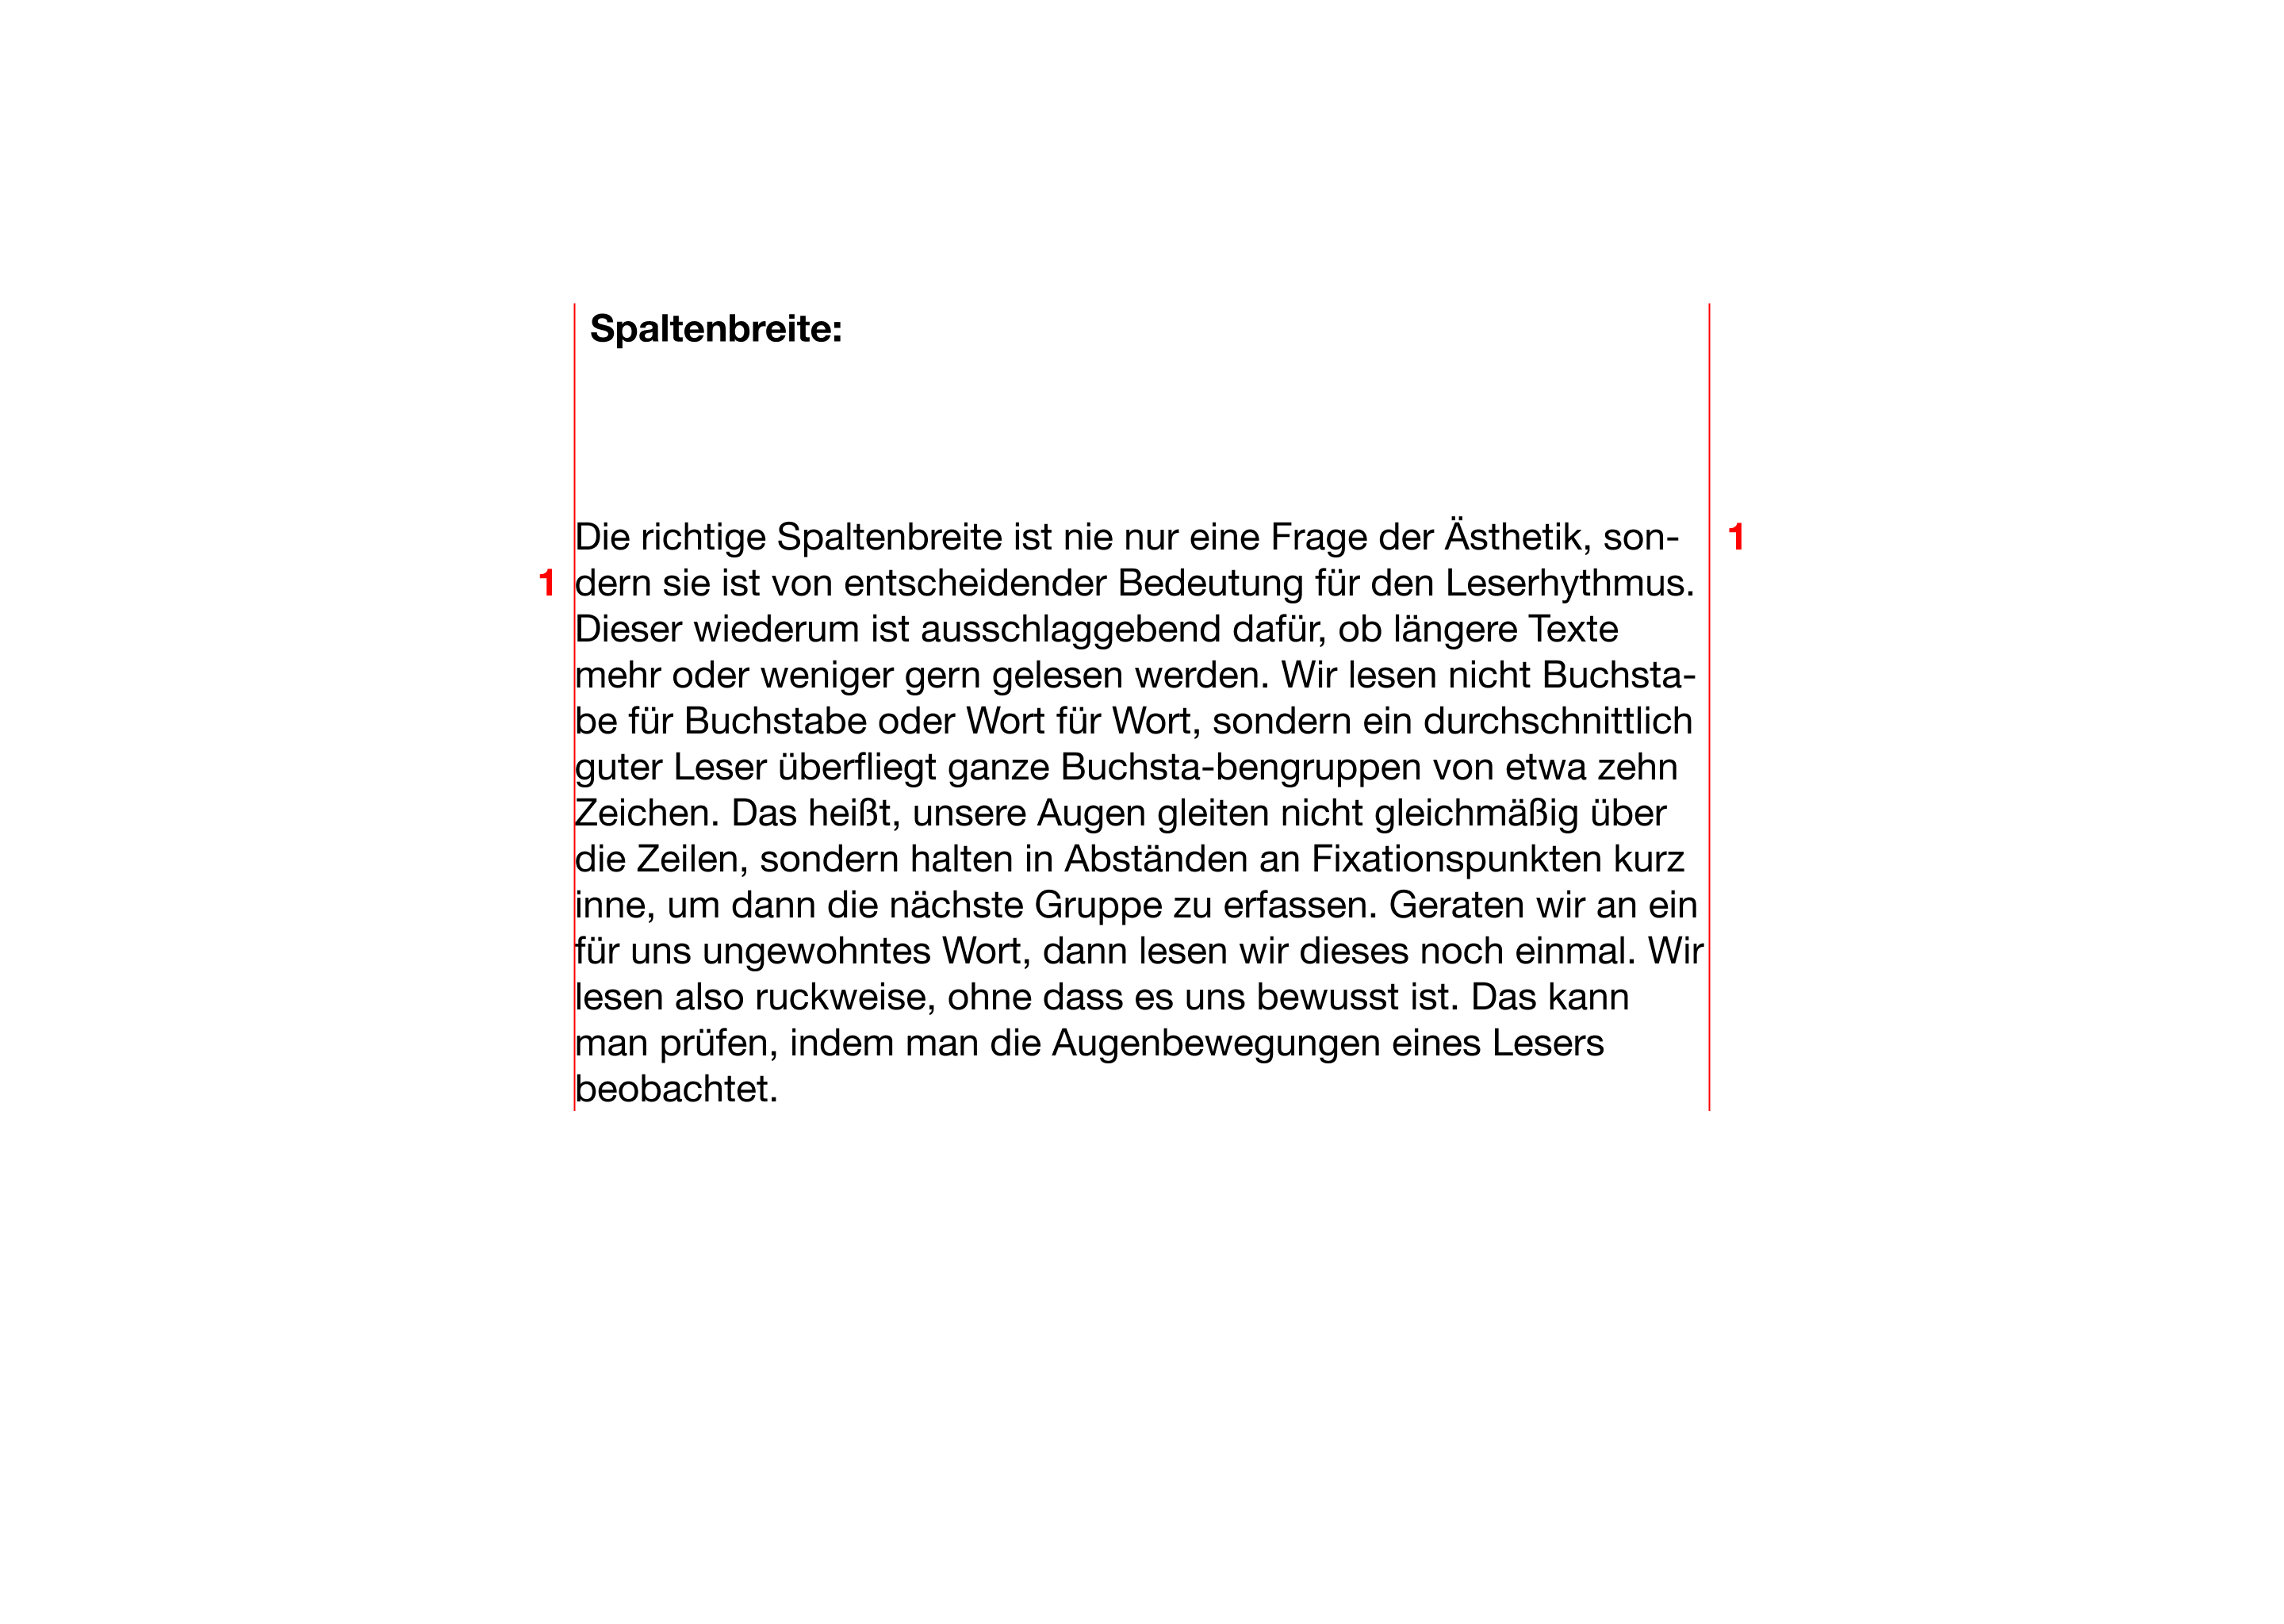 Spaltenbreite:
Die richtige Spaltenbreite ist nie nur eine Frage der Ästhetik, son- 1
1 dern sie ist von entscheidender Bedeutung für den Leserhythmus.
Dieser wiederum ist ausschlaggebend dafür, ob längere Texte
mehr oder weniger gern gelesen werden. Wir lesen nicht Buchsta-
be für Buchstabe oder Wort für Wort, sondern ein durchschnittlich
guter Leser überfliegt ganze Buchsta-bengruppen von etwa zehn
Zeichen. Das heißt, unsere Augen gleiten nicht gleichmäßig über
die Zeilen, sondern halten in Abständen an Fixationspunkten kurz
inne, um dann die nächste Gruppe zu erfassen. Geraten wir an ein
für uns ungewohntes Wort, dann lesen wir dieses noch einmal. Wir
lesen also ruckweise, ohne dass es uns bewusst ist. Das kann
man prüfen, indem man die Augenbewegungen eines Lesers
beobachtet.